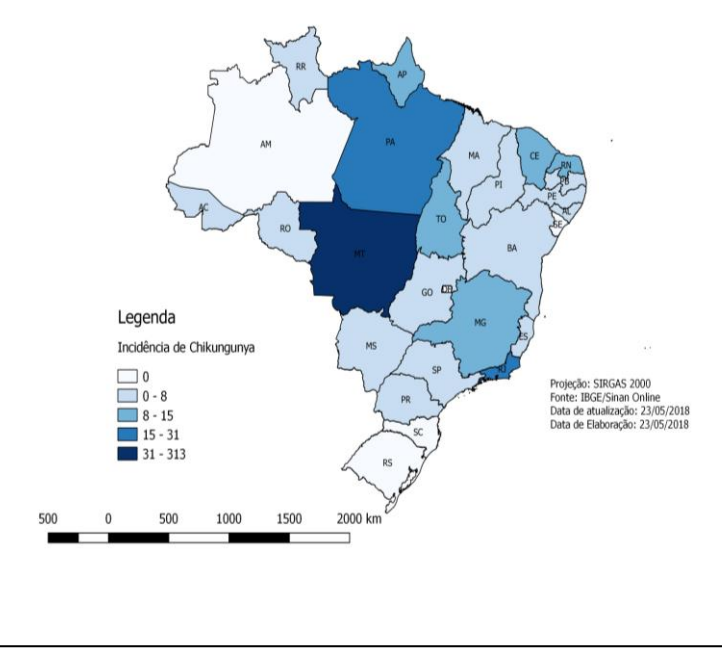 RR
AP
AM
PA
MA
CE
RN
PB
PI
PE
AL
AC
SE
TO
RO
BA
MT
GO
DF
MG
ES
MS
SP
RJ
PR
SC
RS
Legenda
Incidência de Chikungunya
0
0 - 8
8 - 15
15 - 31
31 - 313
Projeção: SIRGAS 2000
Fonte: IBGE/Sinan Online
Data de atualização: 23/05/2018
Data de Elaboração: 23/05/2018
500 0 500 1000 1500 2000 km